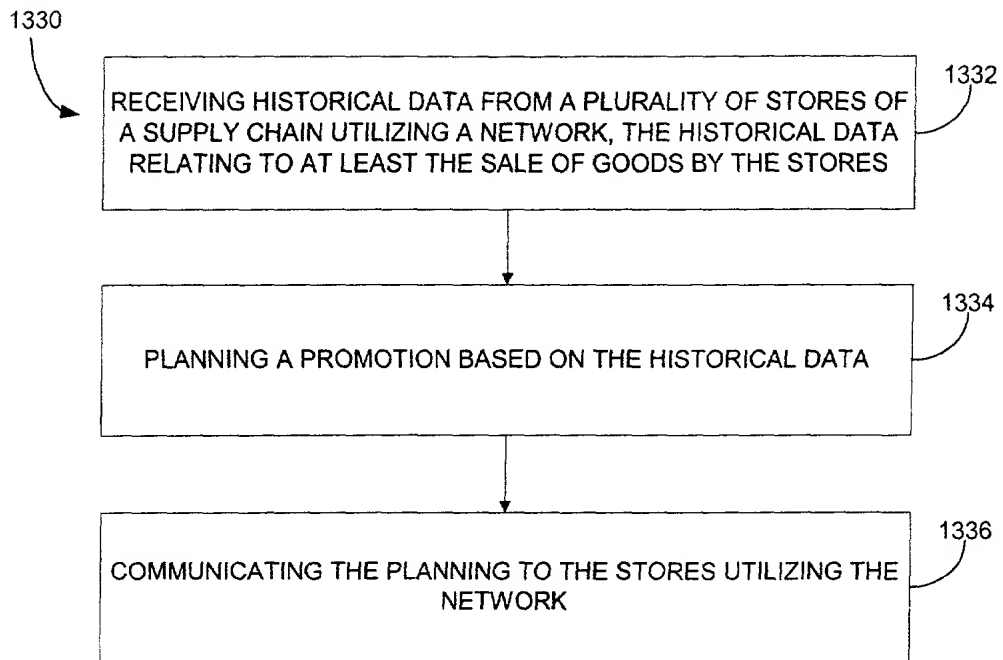 1330
1332
RECEIVING HISTORICAL DATA FROM A PLURALITY OF STORES OF
A SUPPLY CHAIN UTILIZING A NETWORK, THE HISTORICAL DATA
RELATING TO AT LEAST THE SALE OF GOODS BY THE STORES
1334
PLANNING A PROMOTION BASED ON THE HISTORICAL DATA
1336
COMMUNICATING THE PLANNING TO THE STORES UTILIZING THE
NETWORK